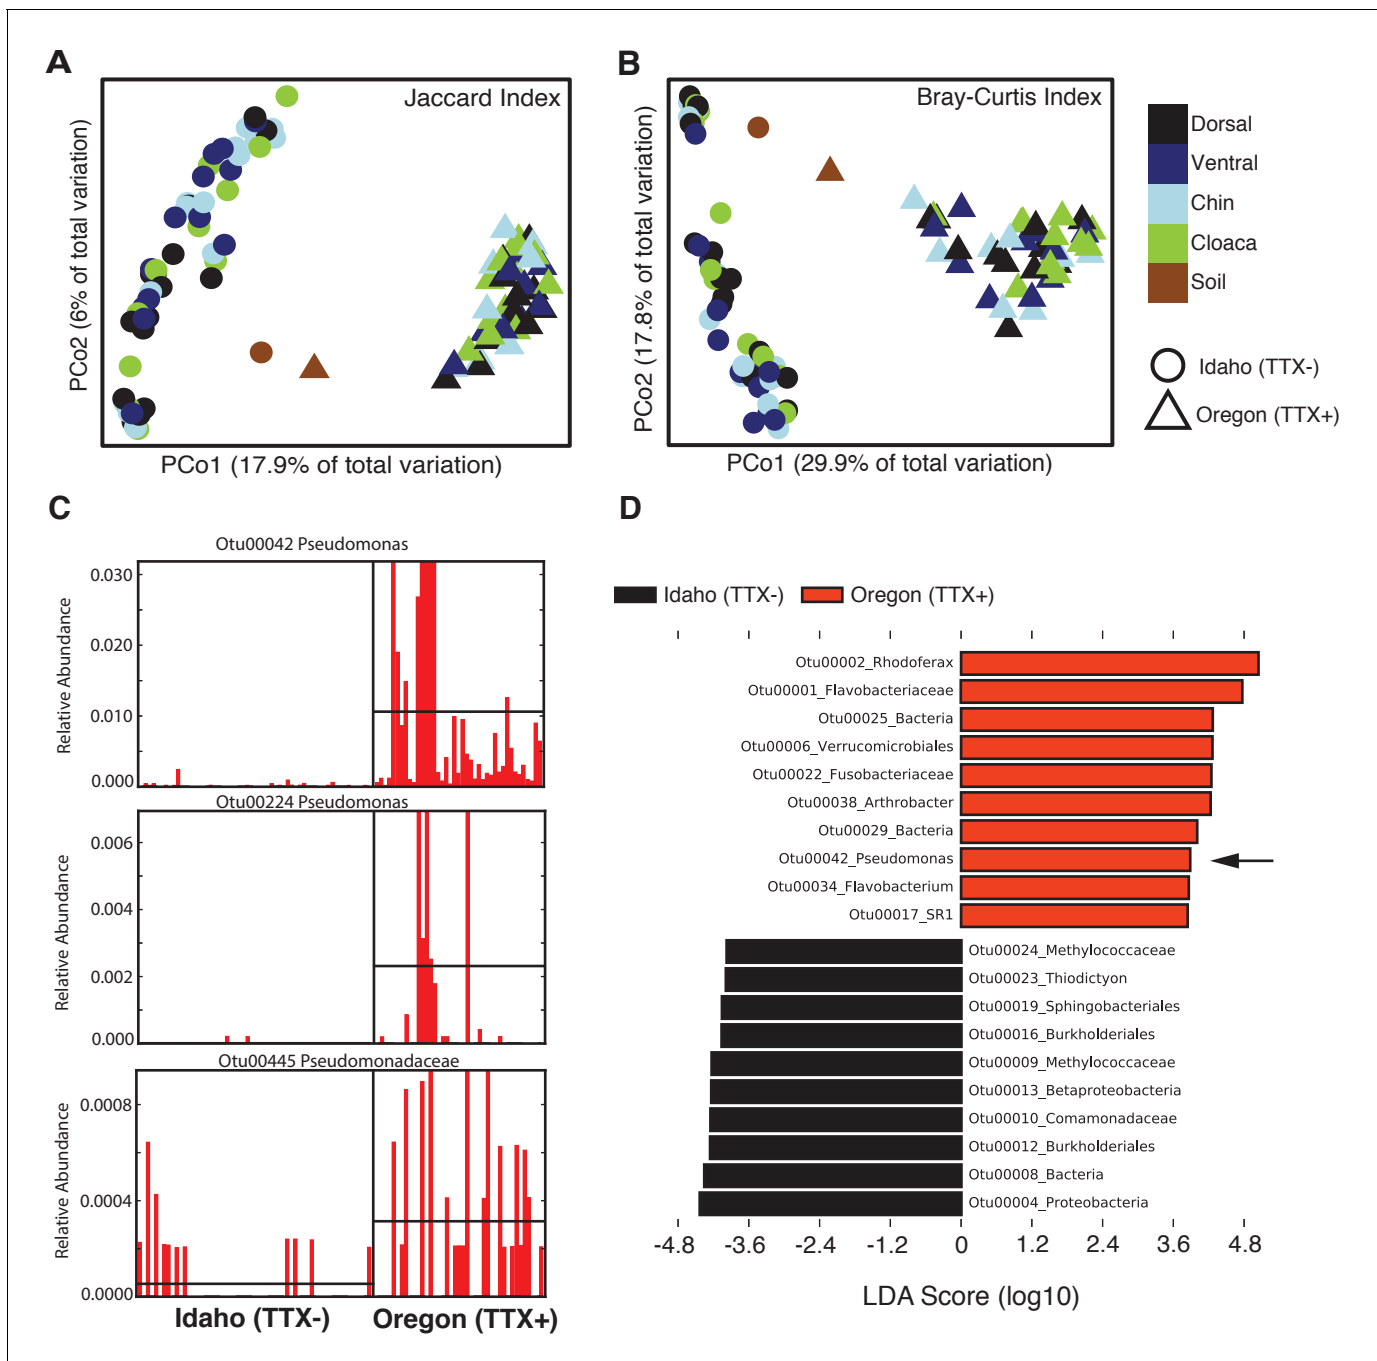 A
B
Jaccard Index
PCo2 (6% of total variation)
PCo1 (17.9% of total variation)
Bray-Curtis Index
PCo2 (17.8% of total variation)
PCo1 (29.9% of total variation)
Dorsal
Ventral
Chin
Cloaca
Soil
Idaho (TTX-)
Oregon (TTX+)
C
Otu00042 Pseudomonas
Relative Abundance
0.030
0.020
0.010
0.000
Otu00224 Pseudomonas
Relative Abundance
0.006
0.004
0.002
0.000
Otu00445 Pseudomonadaceae
Relative Abundance
0.0008
0.0004
0.0000
Idaho (TTX-) Oregon (TTX+)
D
Idaho (TTX-) Oregon (TTX+)
Otu00002_Rhodoferax
Otu00001_Flavobacteriaceae
Otu00025_Bacteria
Otu00006_Verrucomicrobiales
Otu00022_Fusobacteriaceae
Otu00038_Arthrobacter
Otu00029_Bacteria
Otu00042_Pseudomonas
Otu00034_Flavobacterium
Otu00017_SR1
Otu00024_Methylococcaceae
Otu00023_Thiodictyon
Otu00019_Sphingobacteriales
Otu00016_Burkholderiales
Otu00009_Methylococcaceae
Otu00013_Betaproteobacteria
Otu00010_Comamonadaceae
Otu00012_Burkholderiales
Otu00008_Bacteria
Otu00004_Proteobacteria
-4.8 -3.6 -2.4 -1.2 0 1.2 2.4 3.6 4.8
LDA Score (log10)